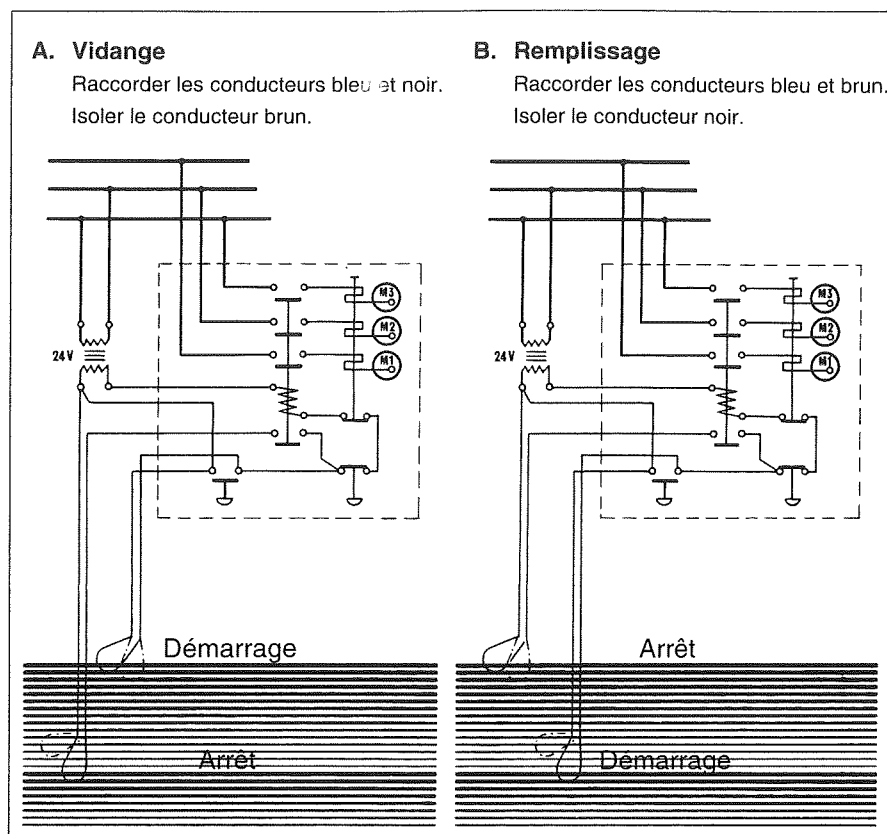 A. Vidange
Raccorder les conducteurs bleu et noir.
Isoler le conducteur brun.
M3
M2
24V
M1
Démarrage
Arrêt
B. Remplissage
Raccorder les conducteurs bleu et brun.
Isoler le conducteur noir.
M3
M2
24V
M1
Arrêt
Démarrage